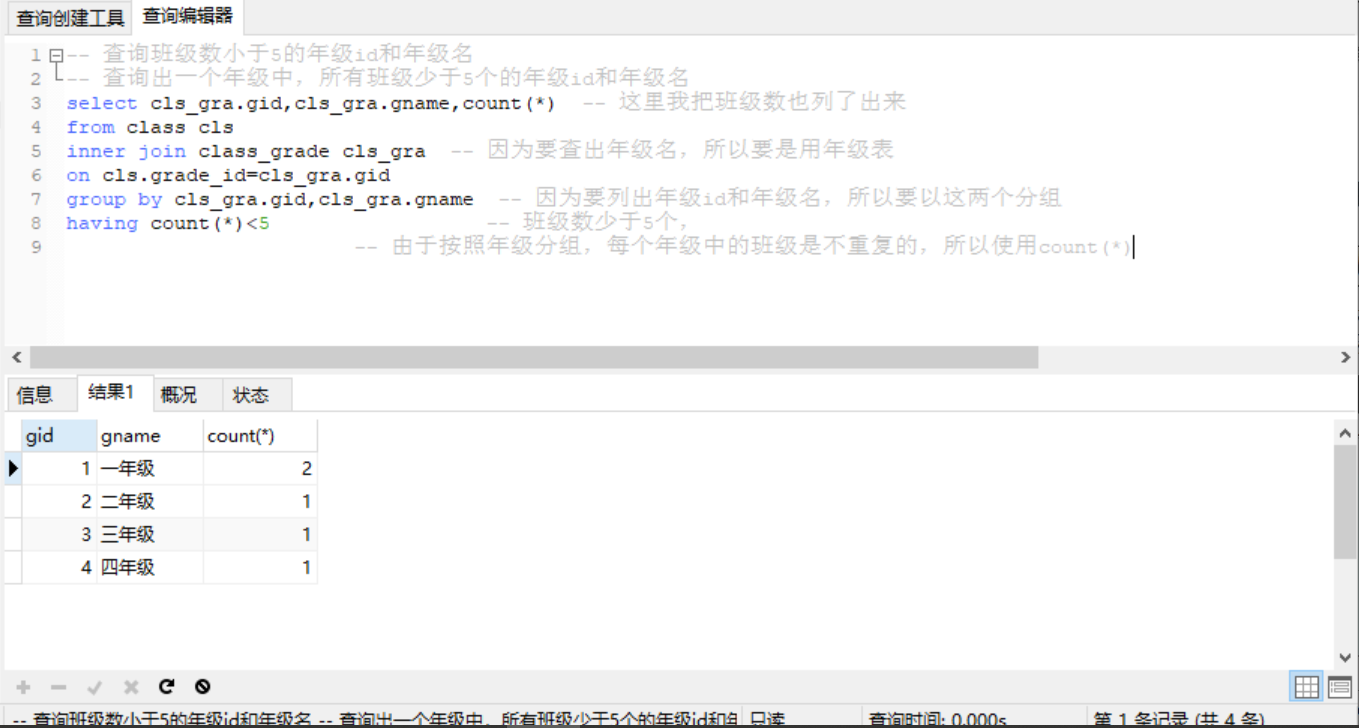 查询创建工具 查询编辑器
1 -- 查询班级数小于5的年级id和年级名
2 -- 查询出一个年级中，所有班级少于5个的年级id和年级名
3 select cls_gra.gid,cls_gra.gname,count(*) -- 这里我把班级数也列了出来
4 from class cls
5 inner join class_grade cls_gra -- 因为要查出年级名，所以要是用年级表
6 on cls.grade_id=cls_gra.gid
7 group by cls_gra.gid,cls_gra.gname -- 因为要列出年级id和年级名，所以要以这两个分组
8 having count(*)<5 -- 班级数少于5个，
9 -- 由于按照年级分组，每个年级中的班级是不重复的，所以使用count(*)
信息 结果1 概况 状态
gid gname count(*)
1 一年级 2
2 二年级 1
3 三年级 1
4 四年级 1
-- 查询班级数小于5的年级id和年级名 -- 查询出一个年级中，所有班级少于5个的年级id和年 只读 查询时间: 0.000s 第 1 条记录 (共 4 条)